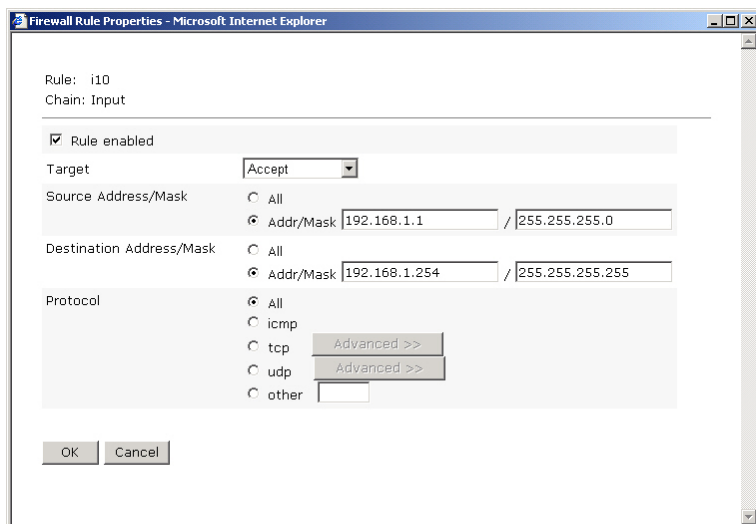 Firewall Rule Properties - Microsoft Internet Explorer
Rule: i10
Chain: Input
Rule enabled
Target Accept
Source Address/Mask All
Addr/Mask 192.168.1.1 / 255.255.255.0
Destination Address/Mask All
Addr/Mask 192.168.1.254 / 255.255.255.255
Protocol All
icmp
tcp Advanced >>
udp Advanced >>
other
OK Cancel